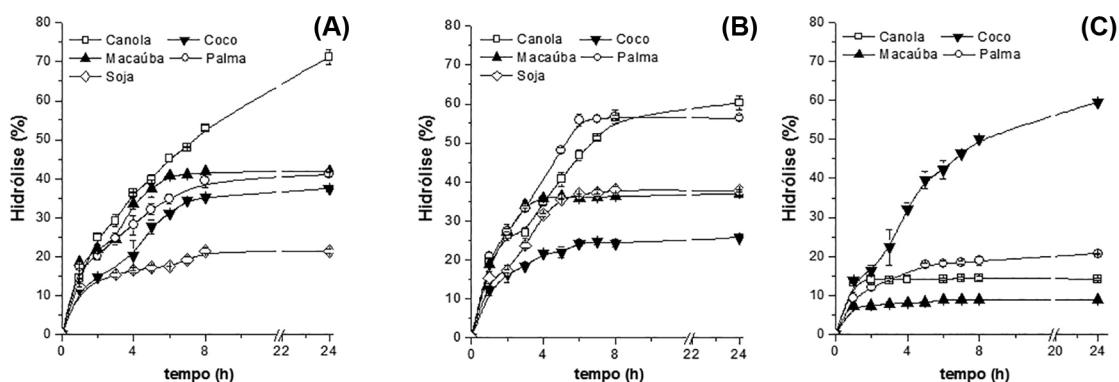 (A)
Canola Coco
Macaúba Palma
Soja
Hidrólise (%)
80
70
60
50
40
30
20
10
0
0 4 8 22 24
tempo (h)
(B)
Canola Coco
Macaúba Palma
Soja
Hidrólise (%)
80
70
60
50
40
30
20
10
0
0 4 8 22 24
tempo (h)
(C)
Canola Coco
Macaúba Palma
Hidrólise (%)
80
70
60
50
40
30
20
10
0
0 4 8 20 24
tempo (h)